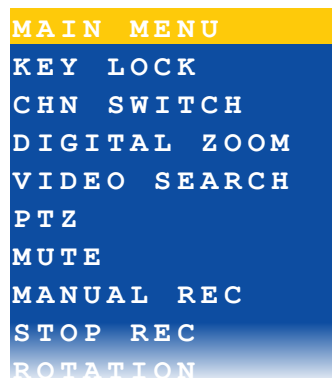 MAIN MENU
KEY LOCK
CHN SWITCH
DIGITAL ZOOM
VIDEO SEARCH
PTZ
MUTE
MANUAL REC
STOP REC
ROTATION